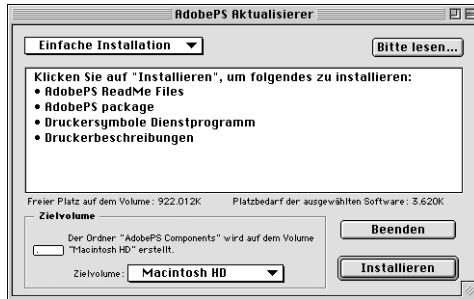 AdobePS Aktualisierer
Einfache Installation
Bitte lesen...
Klicken Sie auf "Installieren", um folgendes zu installieren:
• AdobePS ReadMe Files
• AdobePS package
• Druckersymbole Dienstprogramm
• Druckerbeschreibungen
Freier Platz auf dem Volume: 922.012K
Platzbedarf der ausgewählten Software: 3.620K
Zielvolume
Der Ordner "AdobePS Components" wird auf dem Volume
"Macintosh HD" erstellt.
Zielvolume: Macintosh HD
Beenden
Installieren